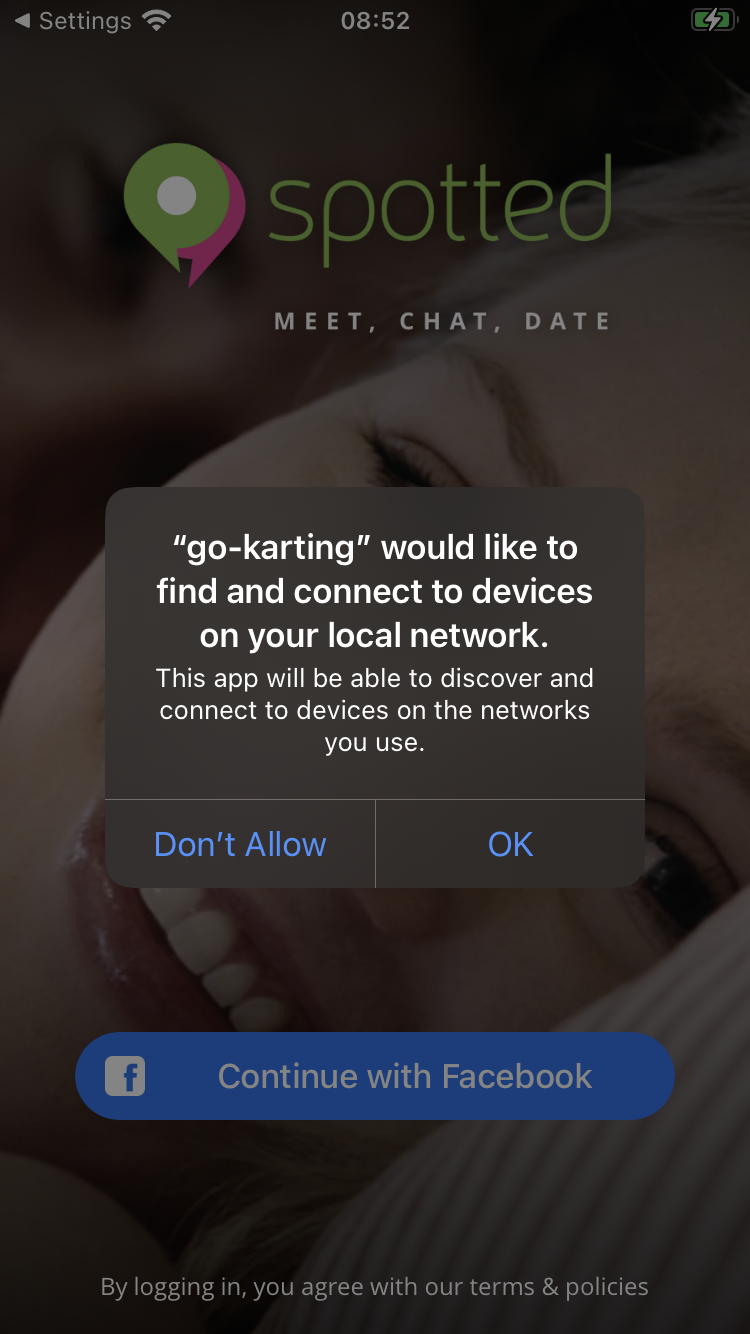 Settings 08:52
spotted
MEET, CHAT, DATE
“go-karting” would like to
find and connect to devices
on your local network.
This app will be able to discover and
connect to devices on the networks
you use.
Don’t Allow OK
f Continue with Facebook
By logging in, you agree with our terms & policies